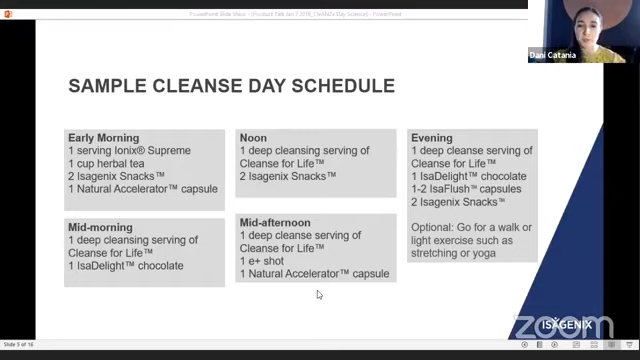 Dani Catania
SAMPLE CLEANSE DAY SCHEDULE
Early Morning
1 serving Ionix® Supreme
1 cup herbal tea
2 Isagenix Snacks™
1 Natural Accelerator™ capsule
Mid-morning
1 deep cleansing serving of
Cleanse for Life™
1 IsaDelight™ chocolate
Noon
1 deep cleansing serving of
Cleanse for Life™
2 Isagenix Snacks™
Mid-afternoon
1 deep cleanse serving of
Cleanse for Life™
1 e+ shot
1 Natural Accelerator™ capsule
Evening
1 deep cleanse serving of
Cleanse for Life™
1 IsaDelight™ chocolate
1-2 IsaFlush™ capsules
2 Isagenix Snacks™
Optional: Go for a walk or
light exercise such as
stretching or yoga
ISAGENIX
zoom
Slide 5 of 16